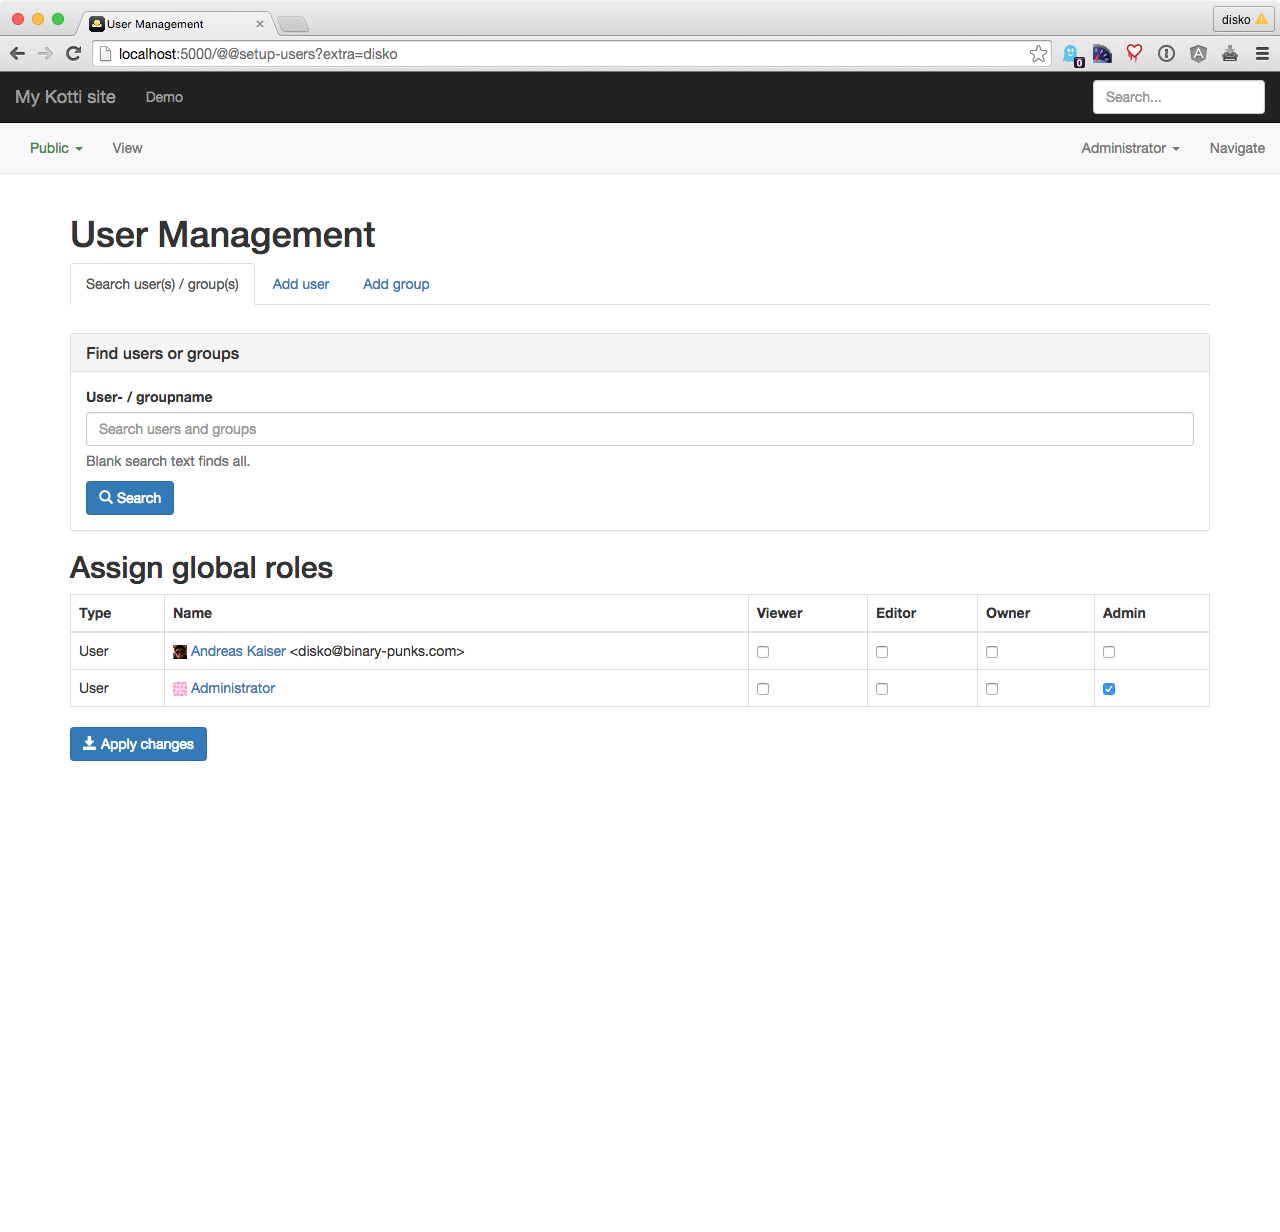 User Management
disko
localhost:5000/@@setup-users?extra=disko
0
My Kotti site Demo Search...
Public View Administrator Navigate
User Management
Search user(s) / group(s) Add user Add group
Find users or groups
User- / groupname
Search users and groups
Blank search text finds all.
Search
Assign global roles
Type Name Viewer Editor Owner Admin
User Andreas Kaiser <disko@binary-punks.com>
User Administrator
Apply changes